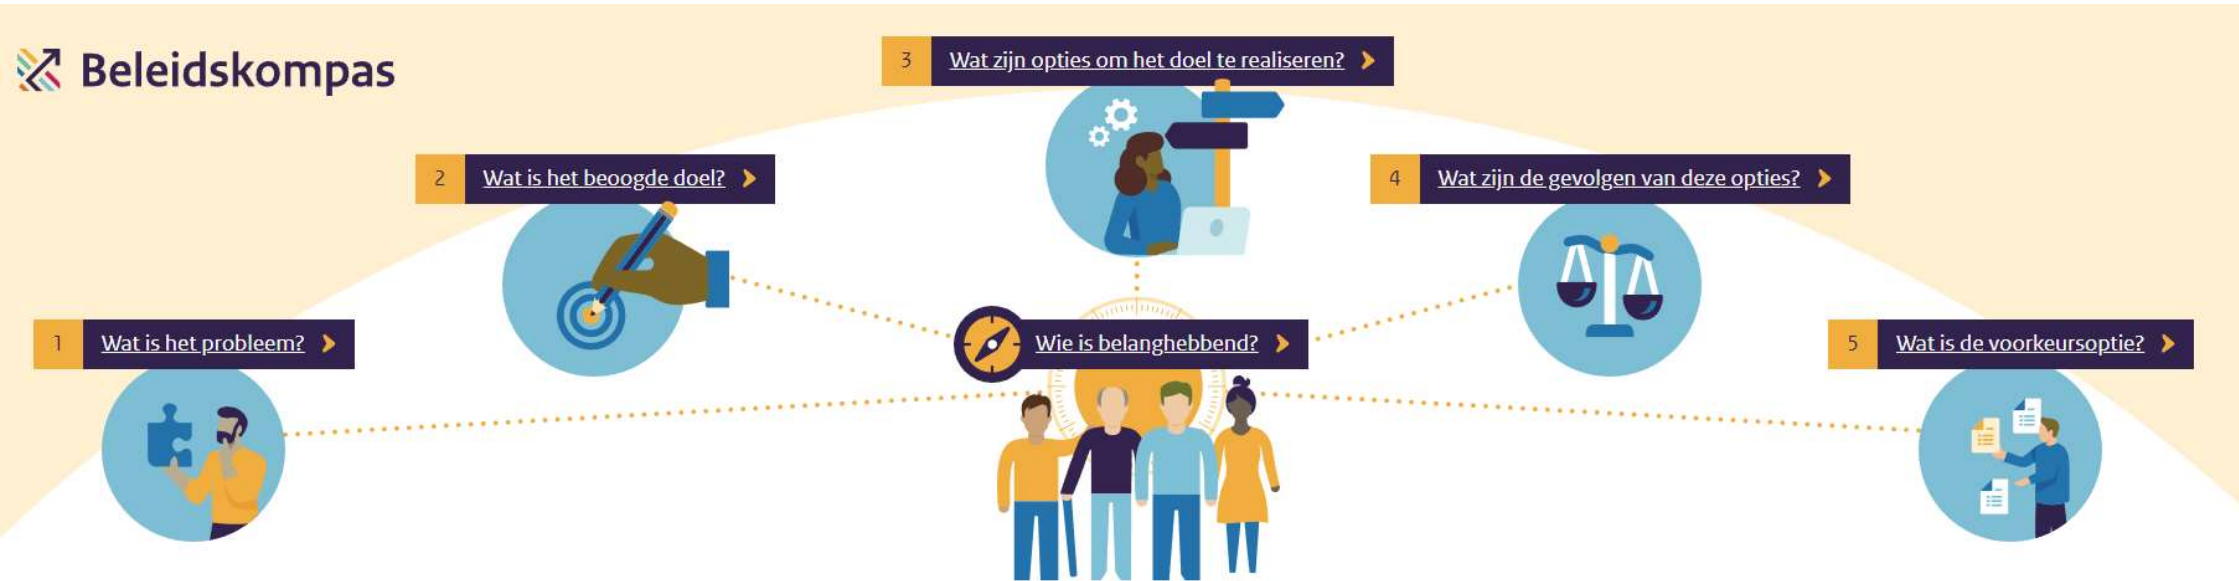 Beleidskompas
1 Wat is het probleem?
2 Wat is het beoogde doel?
3 Wat zijn opties om het doel te realiseren?
4 Wat zijn de gevolgen van deze opties?
5 Wat is de voorkeursoptie?
Wie is belanghebbend?